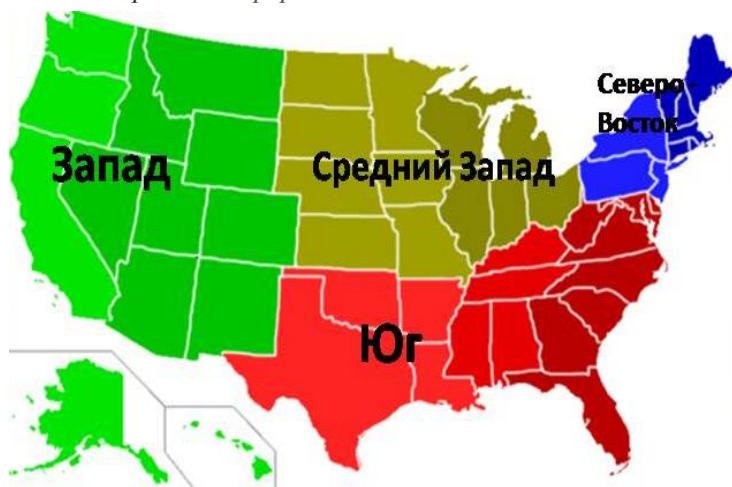 Северо -
Восток
Запад
Средний Запад
Юг